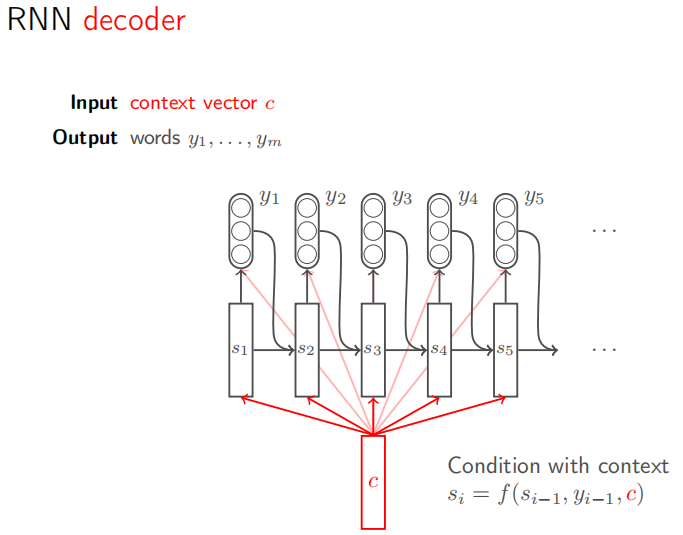 RNN decoder
Input context vector c
Output words y₁, . . . , yₘ
y₁ y₂ y₃ y₄ y₅ . . .
s₁ s₂ s₃ s₄ s₅ . . .
c
Condition with context
sᵢ = f(sᵢ₋₁, yᵢ₋₁, c)